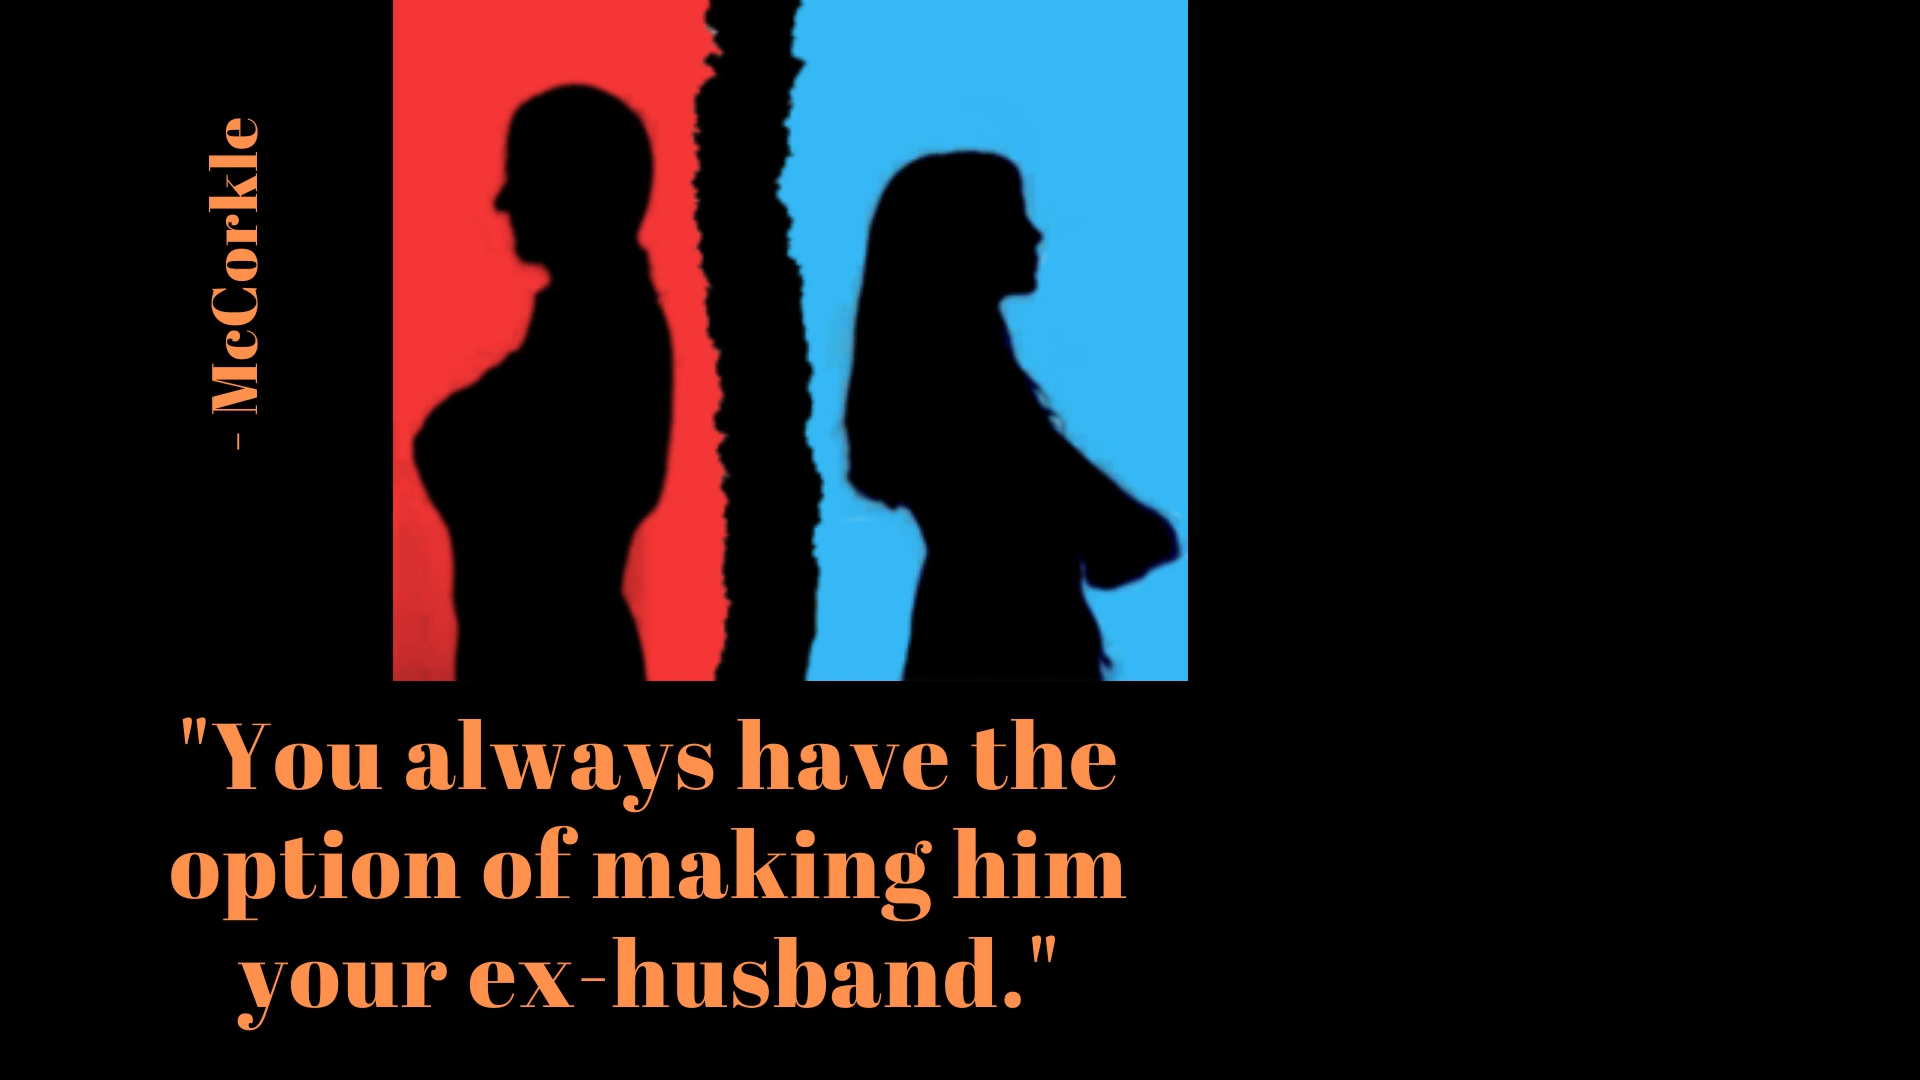 - McCorkle
"You always have the
option of making him
your ex-husband."